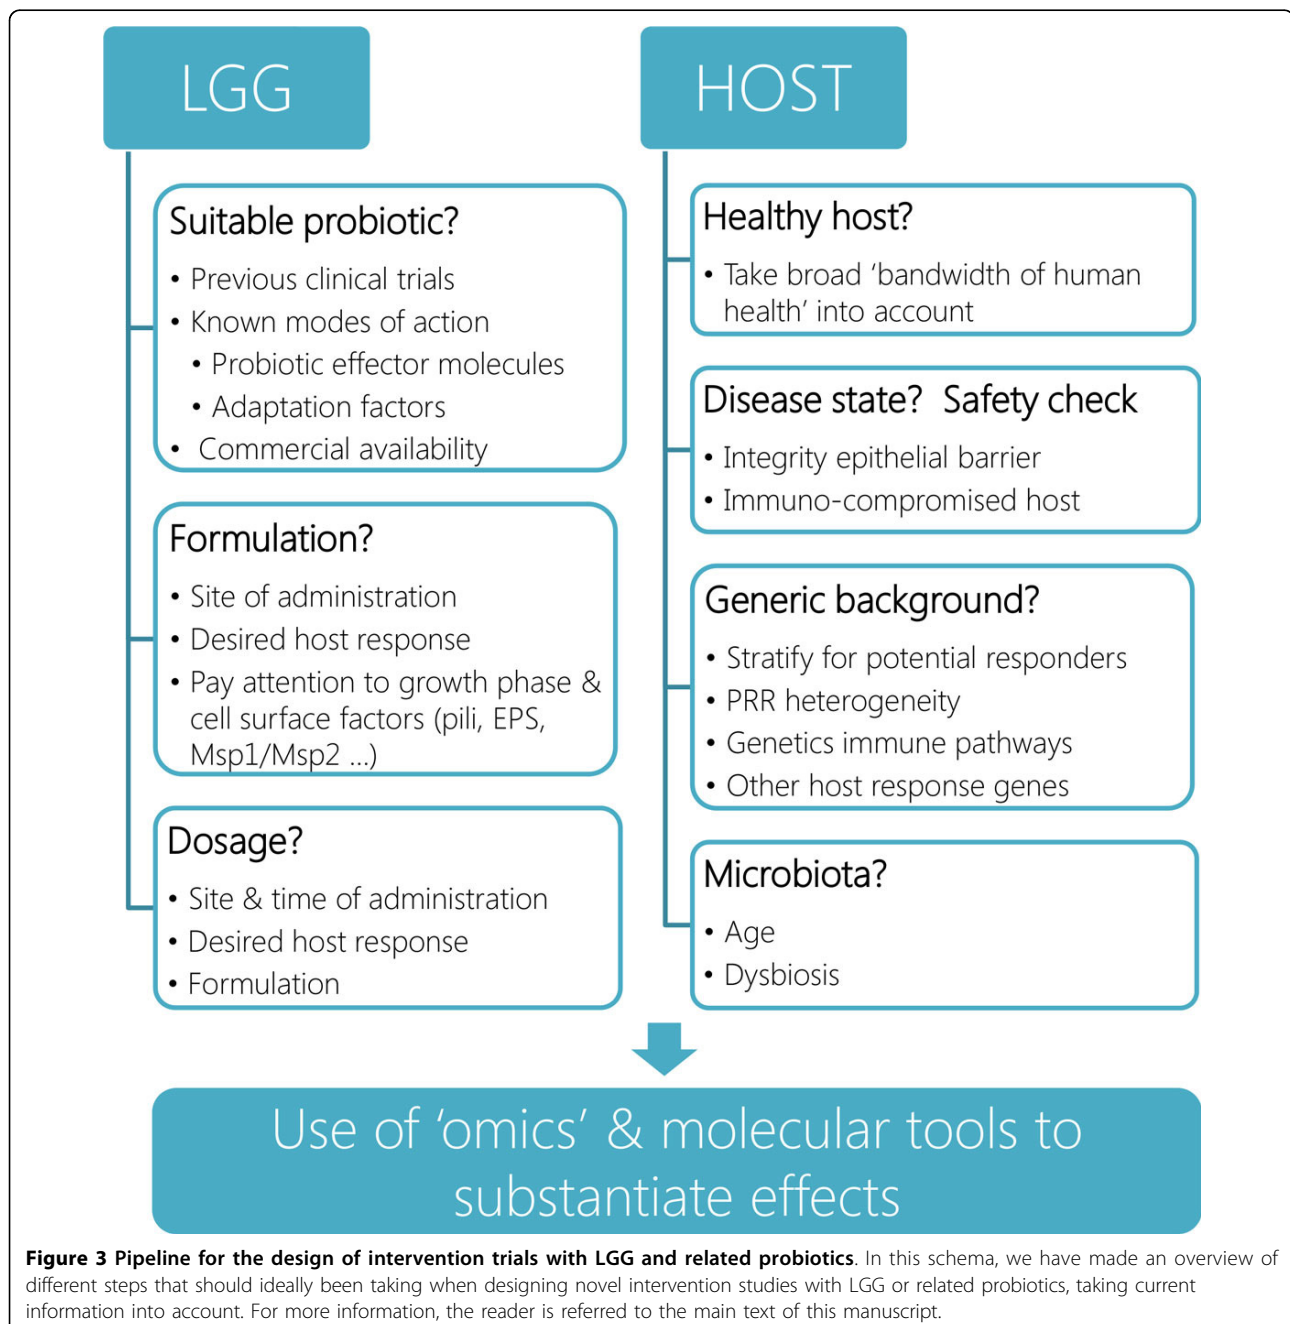 LGG
Suitable probiotic?
• Previous clinical trials
• Known modes of action
• Probiotic effector molecules
• Adaptation factors
• Commercial availability
Formulation?
• Site of administration
• Desired host response
• Pay attention to growth phase &
cell surface factors (pili, EPS,
Msp1/Msp2 ...)
Dosage?
• Site & time of administration
• Desired host response
• Formulation
HOST
Healthy host?
• Take broad ‘bandwidth of human
health’ into account
Disease state? Safety check
• Integrity epithelial barrier
• Immuno-compromised host
Generic background?
• Stratify for potential responders
• PRR heterogeneity
• Genetics immune pathways
• Other host response genes
Microbiota?
• Age
• Dysbiosis
Use of ‘omics’ & molecular tools to
substantiate effects
Figure 3 Pipeline for the design of intervention trials with LGG and related probiotics. In this schema, we have made an overview of
different steps that should ideally been taking when designing novel intervention studies with LGG or related probiotics, taking current
information into account. For more information, the reader is referred to the main text of this manuscript.